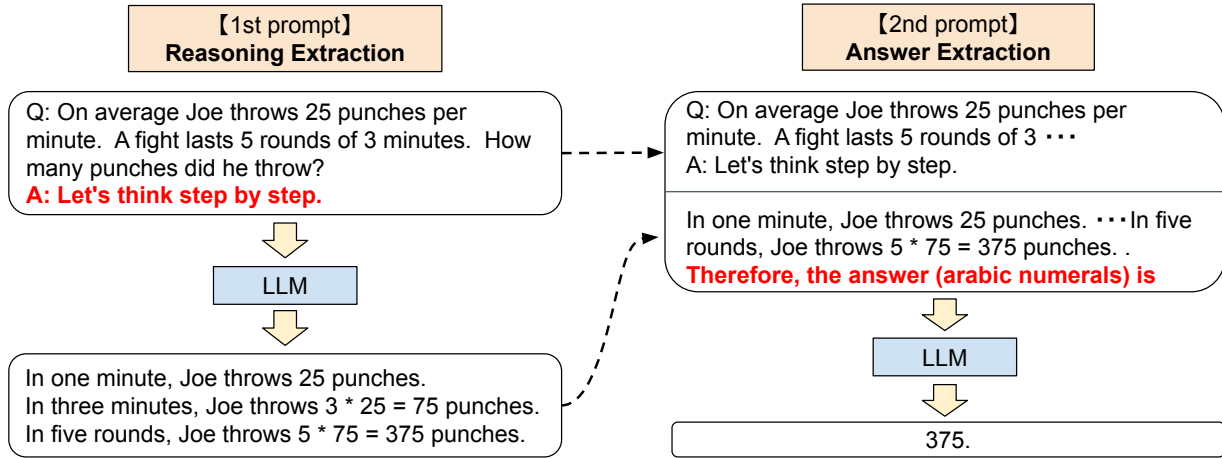 【1st prompt】
Reasoning Extraction
Q: On average Joe throws 25 punches per
minute.  A fight lasts 5 rounds of 3 minutes.  How
many punches did he throw?
A: Let's think step by step.
LLM
In one minute, Joe throws 25 punches.
In three minutes, Joe throws 3 * 25 = 75 punches.
In five rounds, Joe throws 5 * 75 = 375 punches.
【2nd prompt】
Answer Extraction
Q: On average Joe throws 25 punches per
minute.  A fight lasts 5 rounds of 3 ・・・
A: Let's think step by step.
In one minute, Joe throws 25 punches. ・・・In five
rounds, Joe throws 5 * 75 = 375 punches. .
Therefore, the answer (arabic numerals) is
LLM
375.